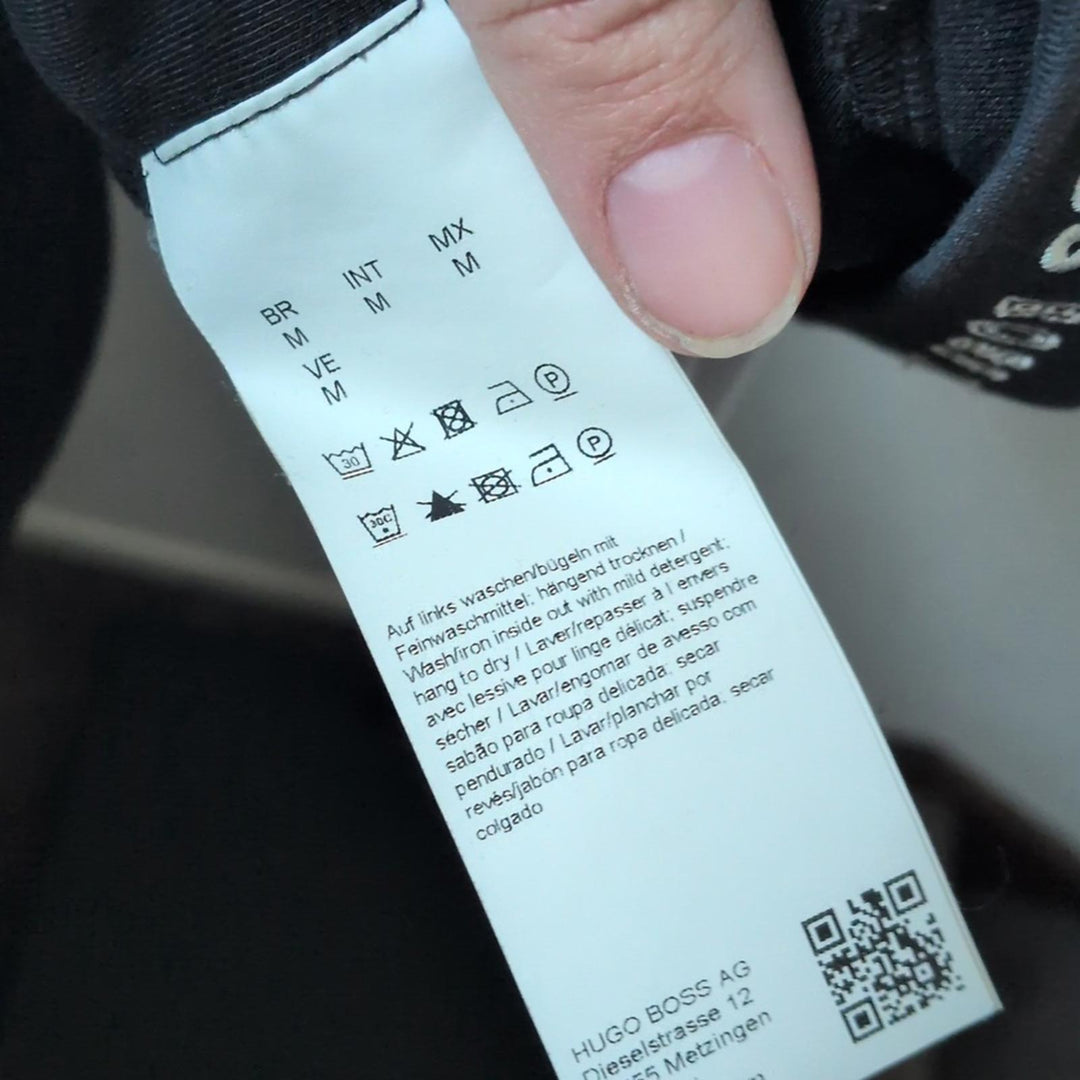 BR INT MX
M M M
VE
M
30 P
30C P
Auf links waschen/bügeln mit
Feinwaschmittel; hängend trocknen /
Wash/iron inside out with mild detergent;
hang to dry / Laver/repasser à l envers
avec lessive pour linge délicat; suspendre
sécher / Lavar/engomar de avesso com
sabão para roupa delicada; secar
pendurado / Lavar/planchar por
revés/jabón para ropa delicada; secar
colgado
HUGO BOSS AG
Dieselstrasse 12
Metzingen